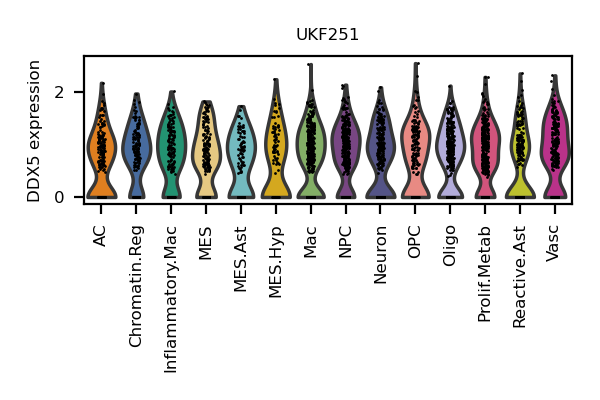 UKF251
DDX5 expression
2
0
AC
Chromatin.Reg
Inflammatory.Mac
MES
MES.Ast
MES.Hyp
Mac
NPC
Neuron
OPC
Oligo
Prolif.Metab
Reactive.Ast
Vasc